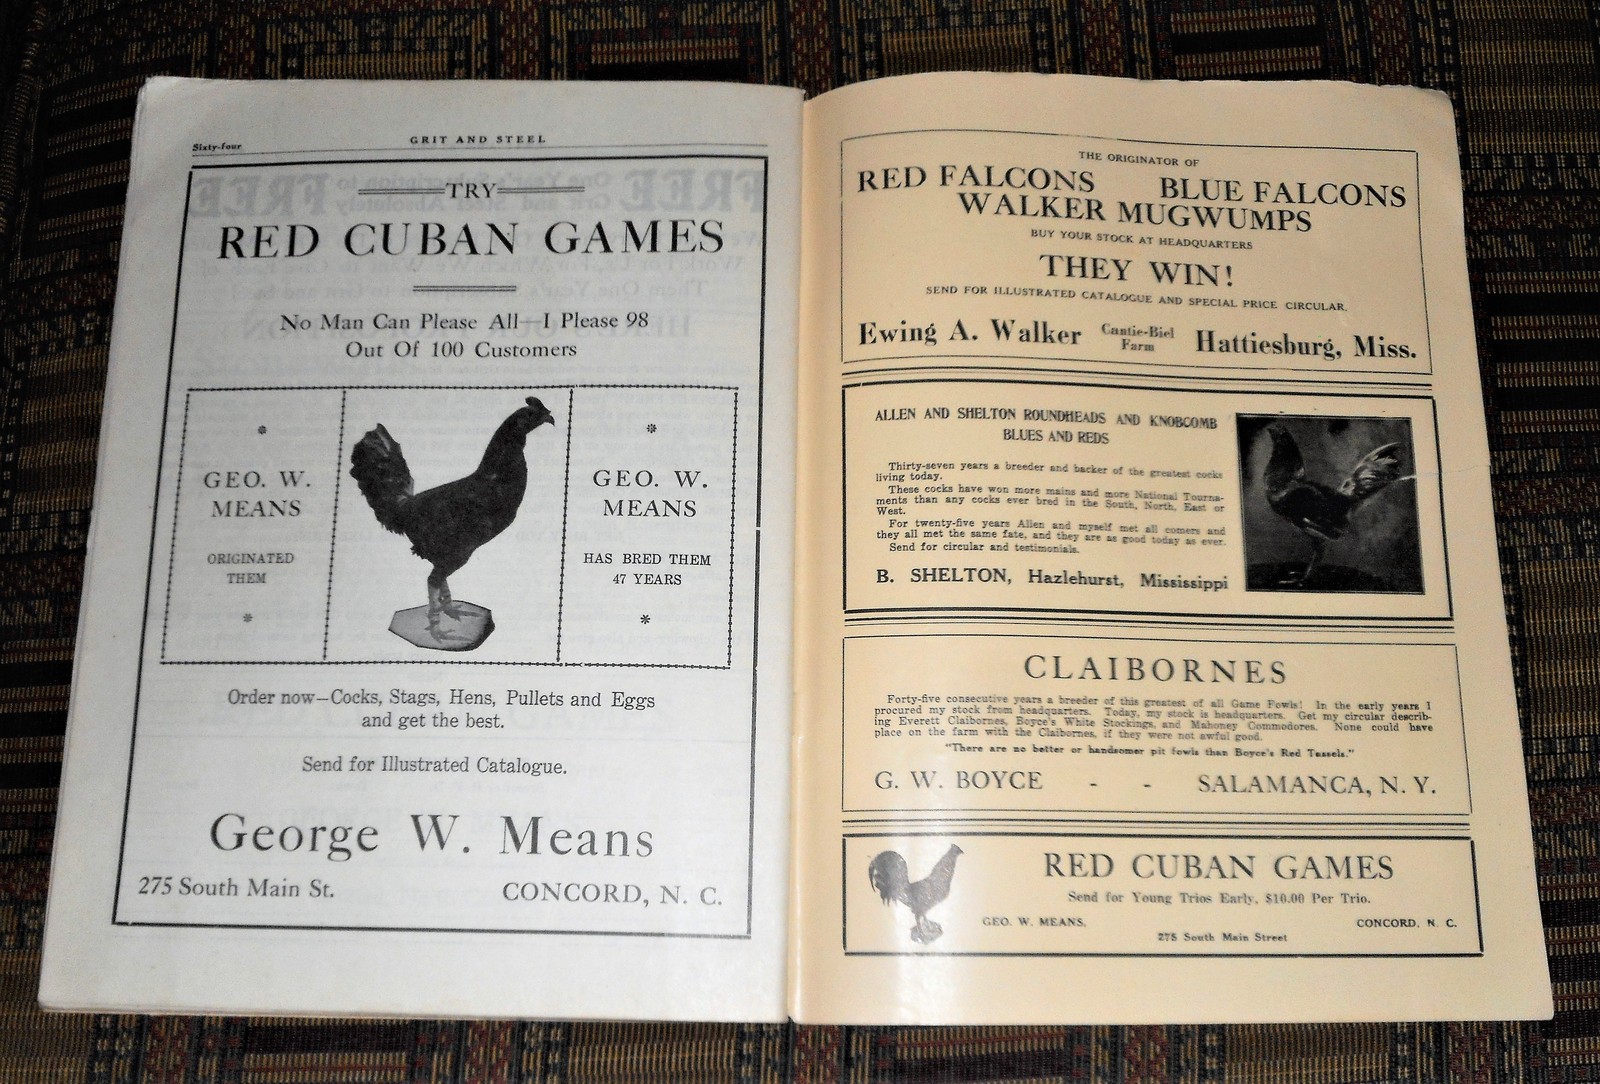 Sixty-four
GRIT AND STEEL
TRY
RED CUBAN GAMES
No Man Can Please All—I Please 98
Out Of 100 Customers
GEO. W.
MEANS
ORIGINATED
THEM
GEO. W.
MEANS
HAS BRED THEM
47 YEARS
Order now—Cocks, Stags, Hens, Pullets and Eggs
and get the best.
Send for Illustrated Catalogue.
George W. Means
275 South Main St.
CONCORD, N. C.
THE ORIGINATOR OF
RED FALCONS BLUE FALCONS
WALKER MUGWUMPS
BUY YOUR STOCK AT HEADQUARTERS
THEY WIN!
SEND FOR ILLUSTRATED CATALOGUE AND SPECIAL PRICE CIRCULAR.
Ewing A. Walker
Cantie-Biel
Farm
Hattiesburg, Miss.
ALLEN AND SHELTON ROUNDHEADS AND KNOBCOMB
BLUES AND REDS
Thirty-seven years a breeder and backer of the greatest cocks
living today.
These cocks have won more mains and more National Tourna-
ments than any cocks ever bred in the South, North, East or
West.
For twenty-five years Allen and myself met all comers and
they all met the same fate, and they are as good today as ever.
Send for circular and testimonials.
B. SHELTON, Hazlehurst, Mississippi
CLAIBORNES
Forty-five consecutive years a breeder of this greatest of all Game Fowls! In the early years I
procured my stock from headquarters. Today, my stock is headquarters. Get my circular describ-
ing Everett Claibornes, Boyce's White Stockings, and Mahoney Commodores. None could have
place on the farm with the Claibornes, if they were not awful good.
"There are no better or handsomer pit fowls than Boyce's Red Tassels."
G. W. BOYCE - - SALAMANCA, N. Y.
RED CUBAN GAMES
Send for Young Trios Early, $10.00 Per Trio.
GEO. W. MEANS, CONCORD, N. C.
275 South Main Street